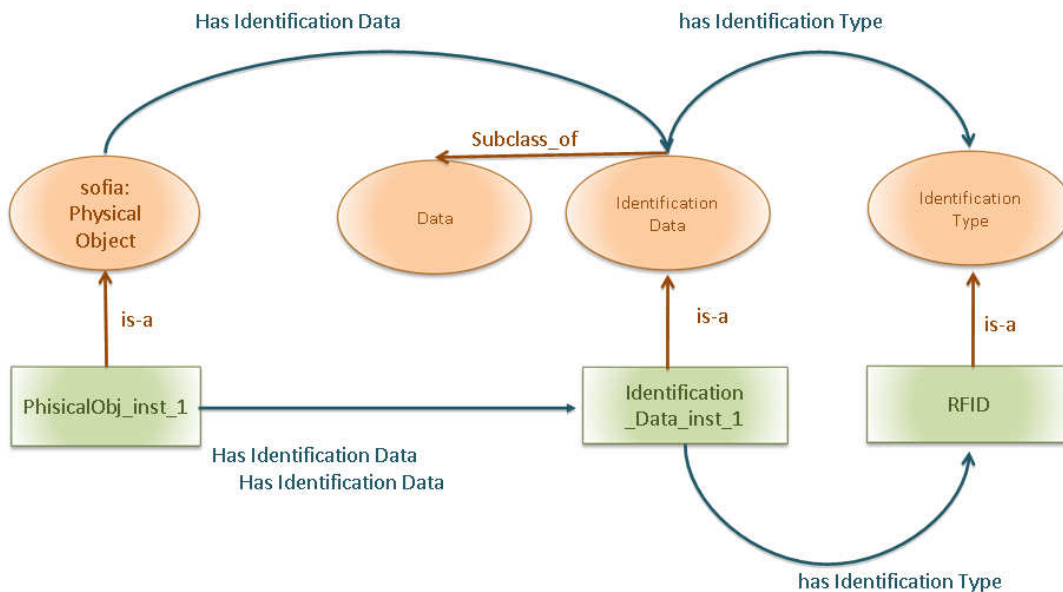 Has Identification Data
has Identification Type
Subclass_of
sofia:
Physical
Object
Data
Identification
Data
Identification
Type
is-a
is-a
is-a
PhisicalObj_inst_1
Identification
_Data_inst_1
RFID
Has Identification Data
Has Identification Data
has Identification Type